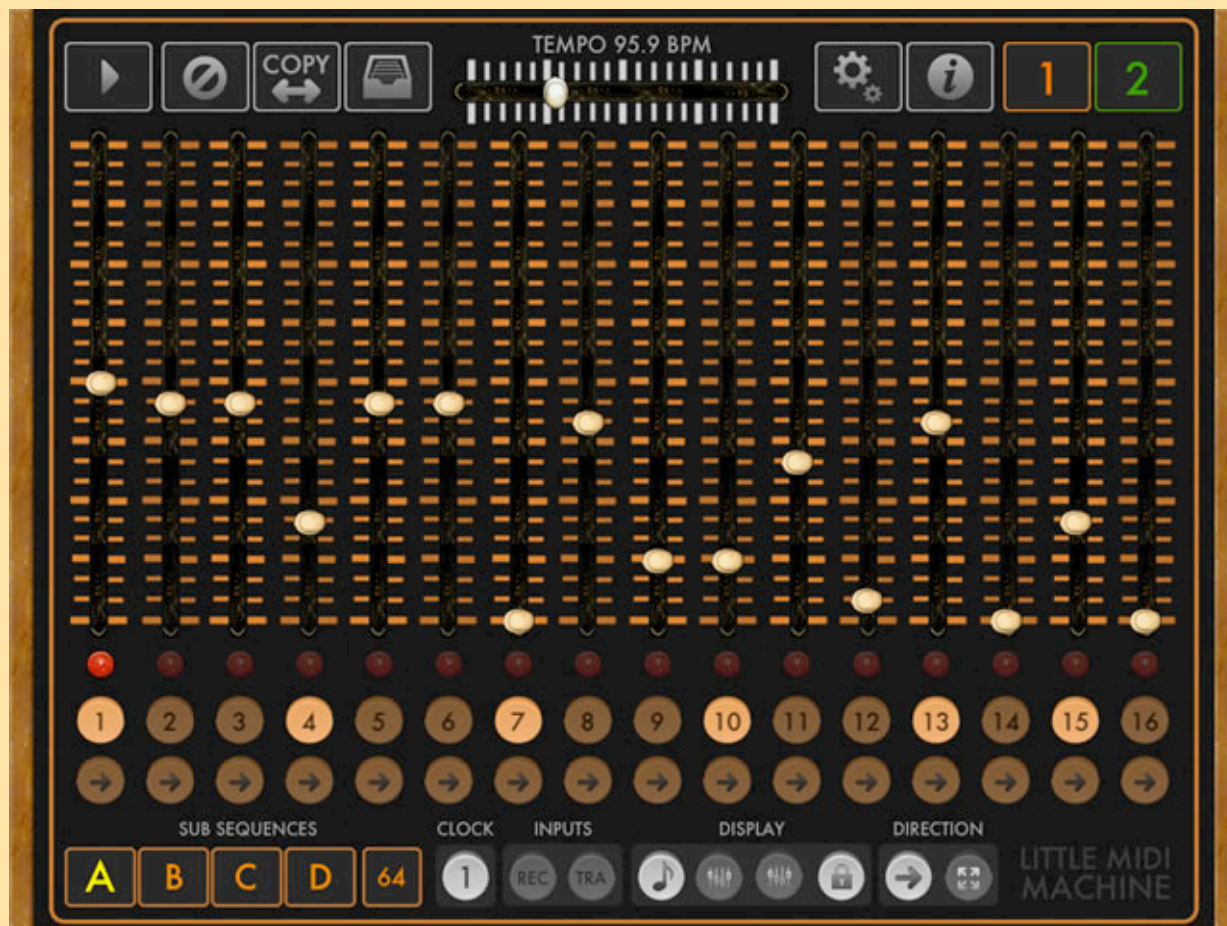 TEMPO 95.9 BPM
COPY
1
2
1 2 3 4 5 6 7 8 9 10 11 12 13 14 15 16
SUB SEQUENCES CLOCK INPUTS DISPLAY DIRECTION
A B C D 64 1 REC TRA
LITTLE MIDI
MACHINE